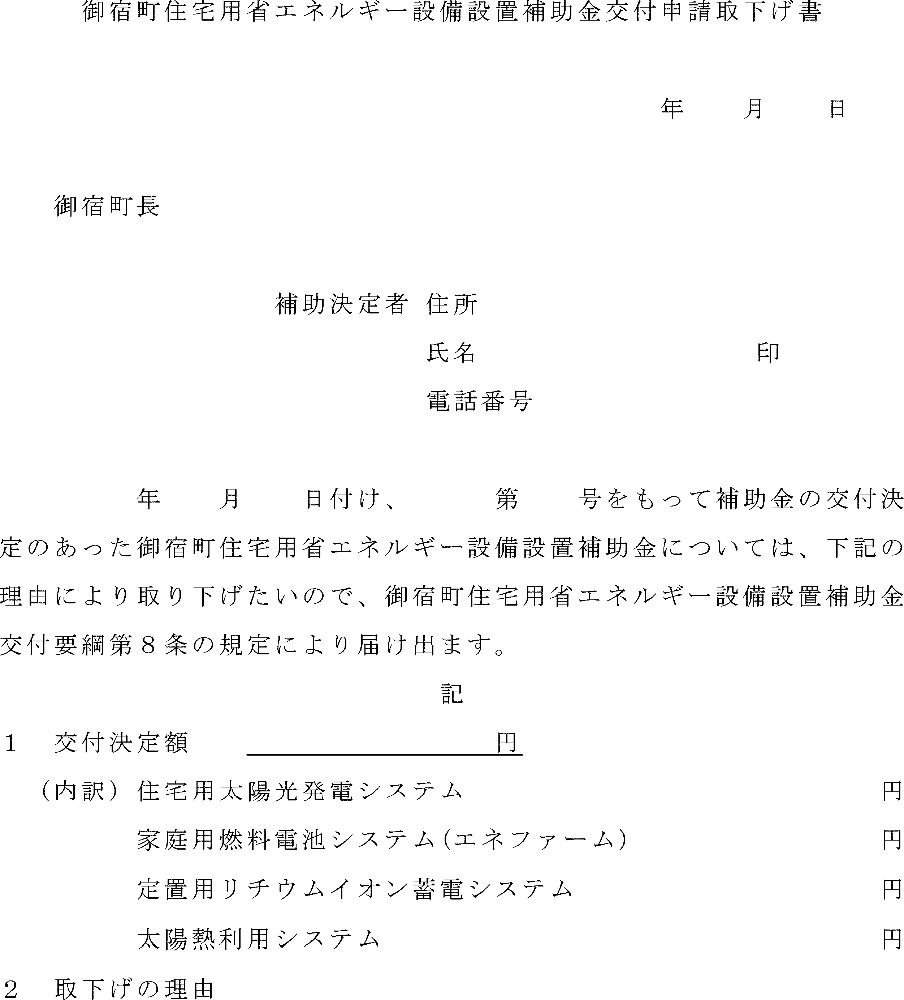 御宿町住宅用省エネルギー設備設置補助金交付申請取下げ書
年　　月　　日
御宿町長
補助決定者 住所
氏名　　　　　　　　　　印
電話番号
年　　月　　日付け、　　　第　　号をもって補助金の交付決
定のあった御宿町住宅用省エネルギー設備設置補助金については、下記の
理由により取り下げたいので、御宿町住宅用省エネルギー設備設置補助金
交付要綱第８条の規定により届け出ます。
記
１　交付決定額　　　　　　　　　　　円
（内訳）住宅用太陽光発電システム　　　　　　　　　　　　　　　円
家庭用燃料電池システム(エネファーム)　　　　　　　　　円
定置用リチウムイオン蓄電システム　　　　　　　　　　　円
太陽熱利用システム　　　　　　　　　　　　　　　　　　円
２　取下げの理由